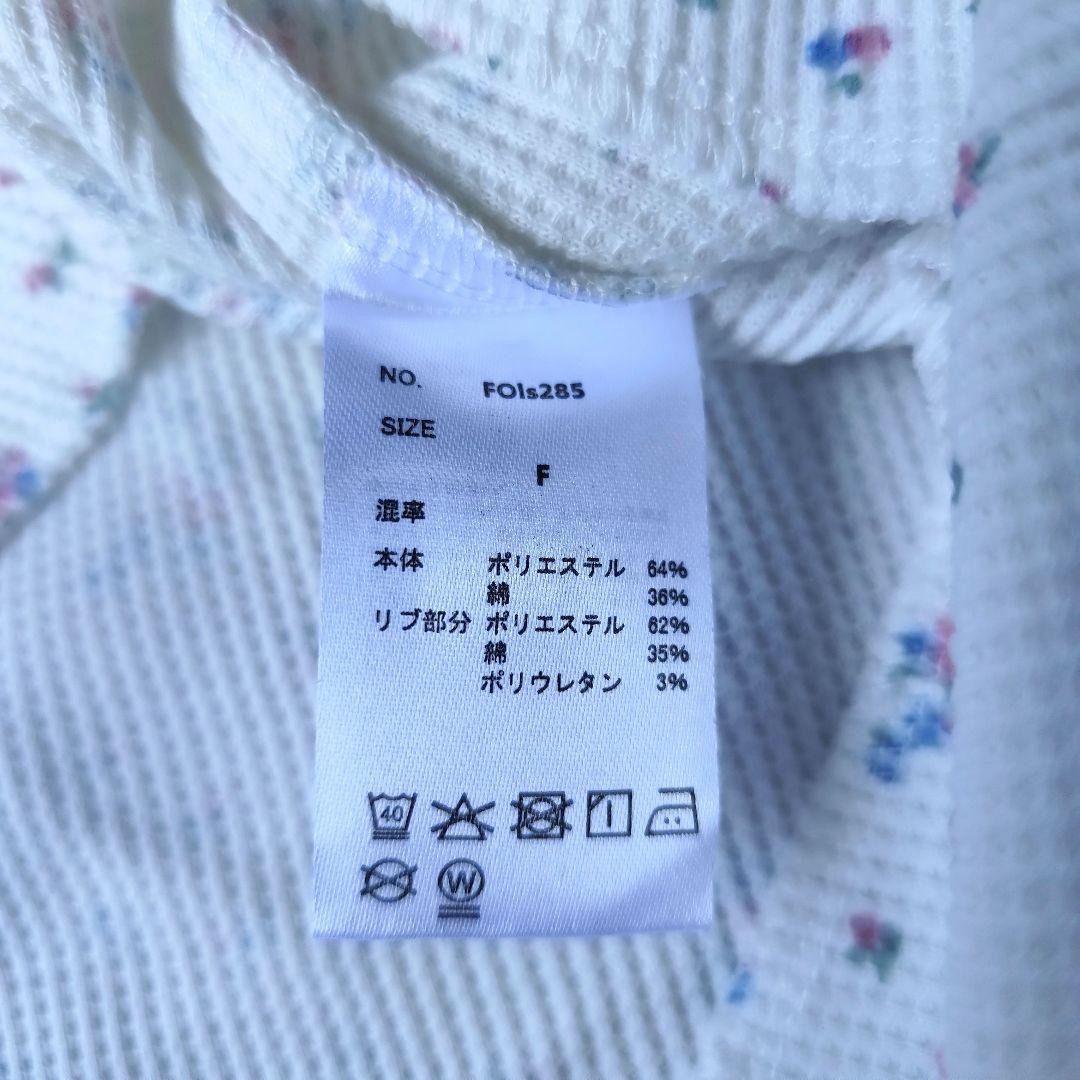 NO. FOls285
SIZE
F
混率
本体 ポリエステル 64%
綿 36%
リブ部分 ポリエステル 62%
綿 35%
ポリウレタン 3%
40
W